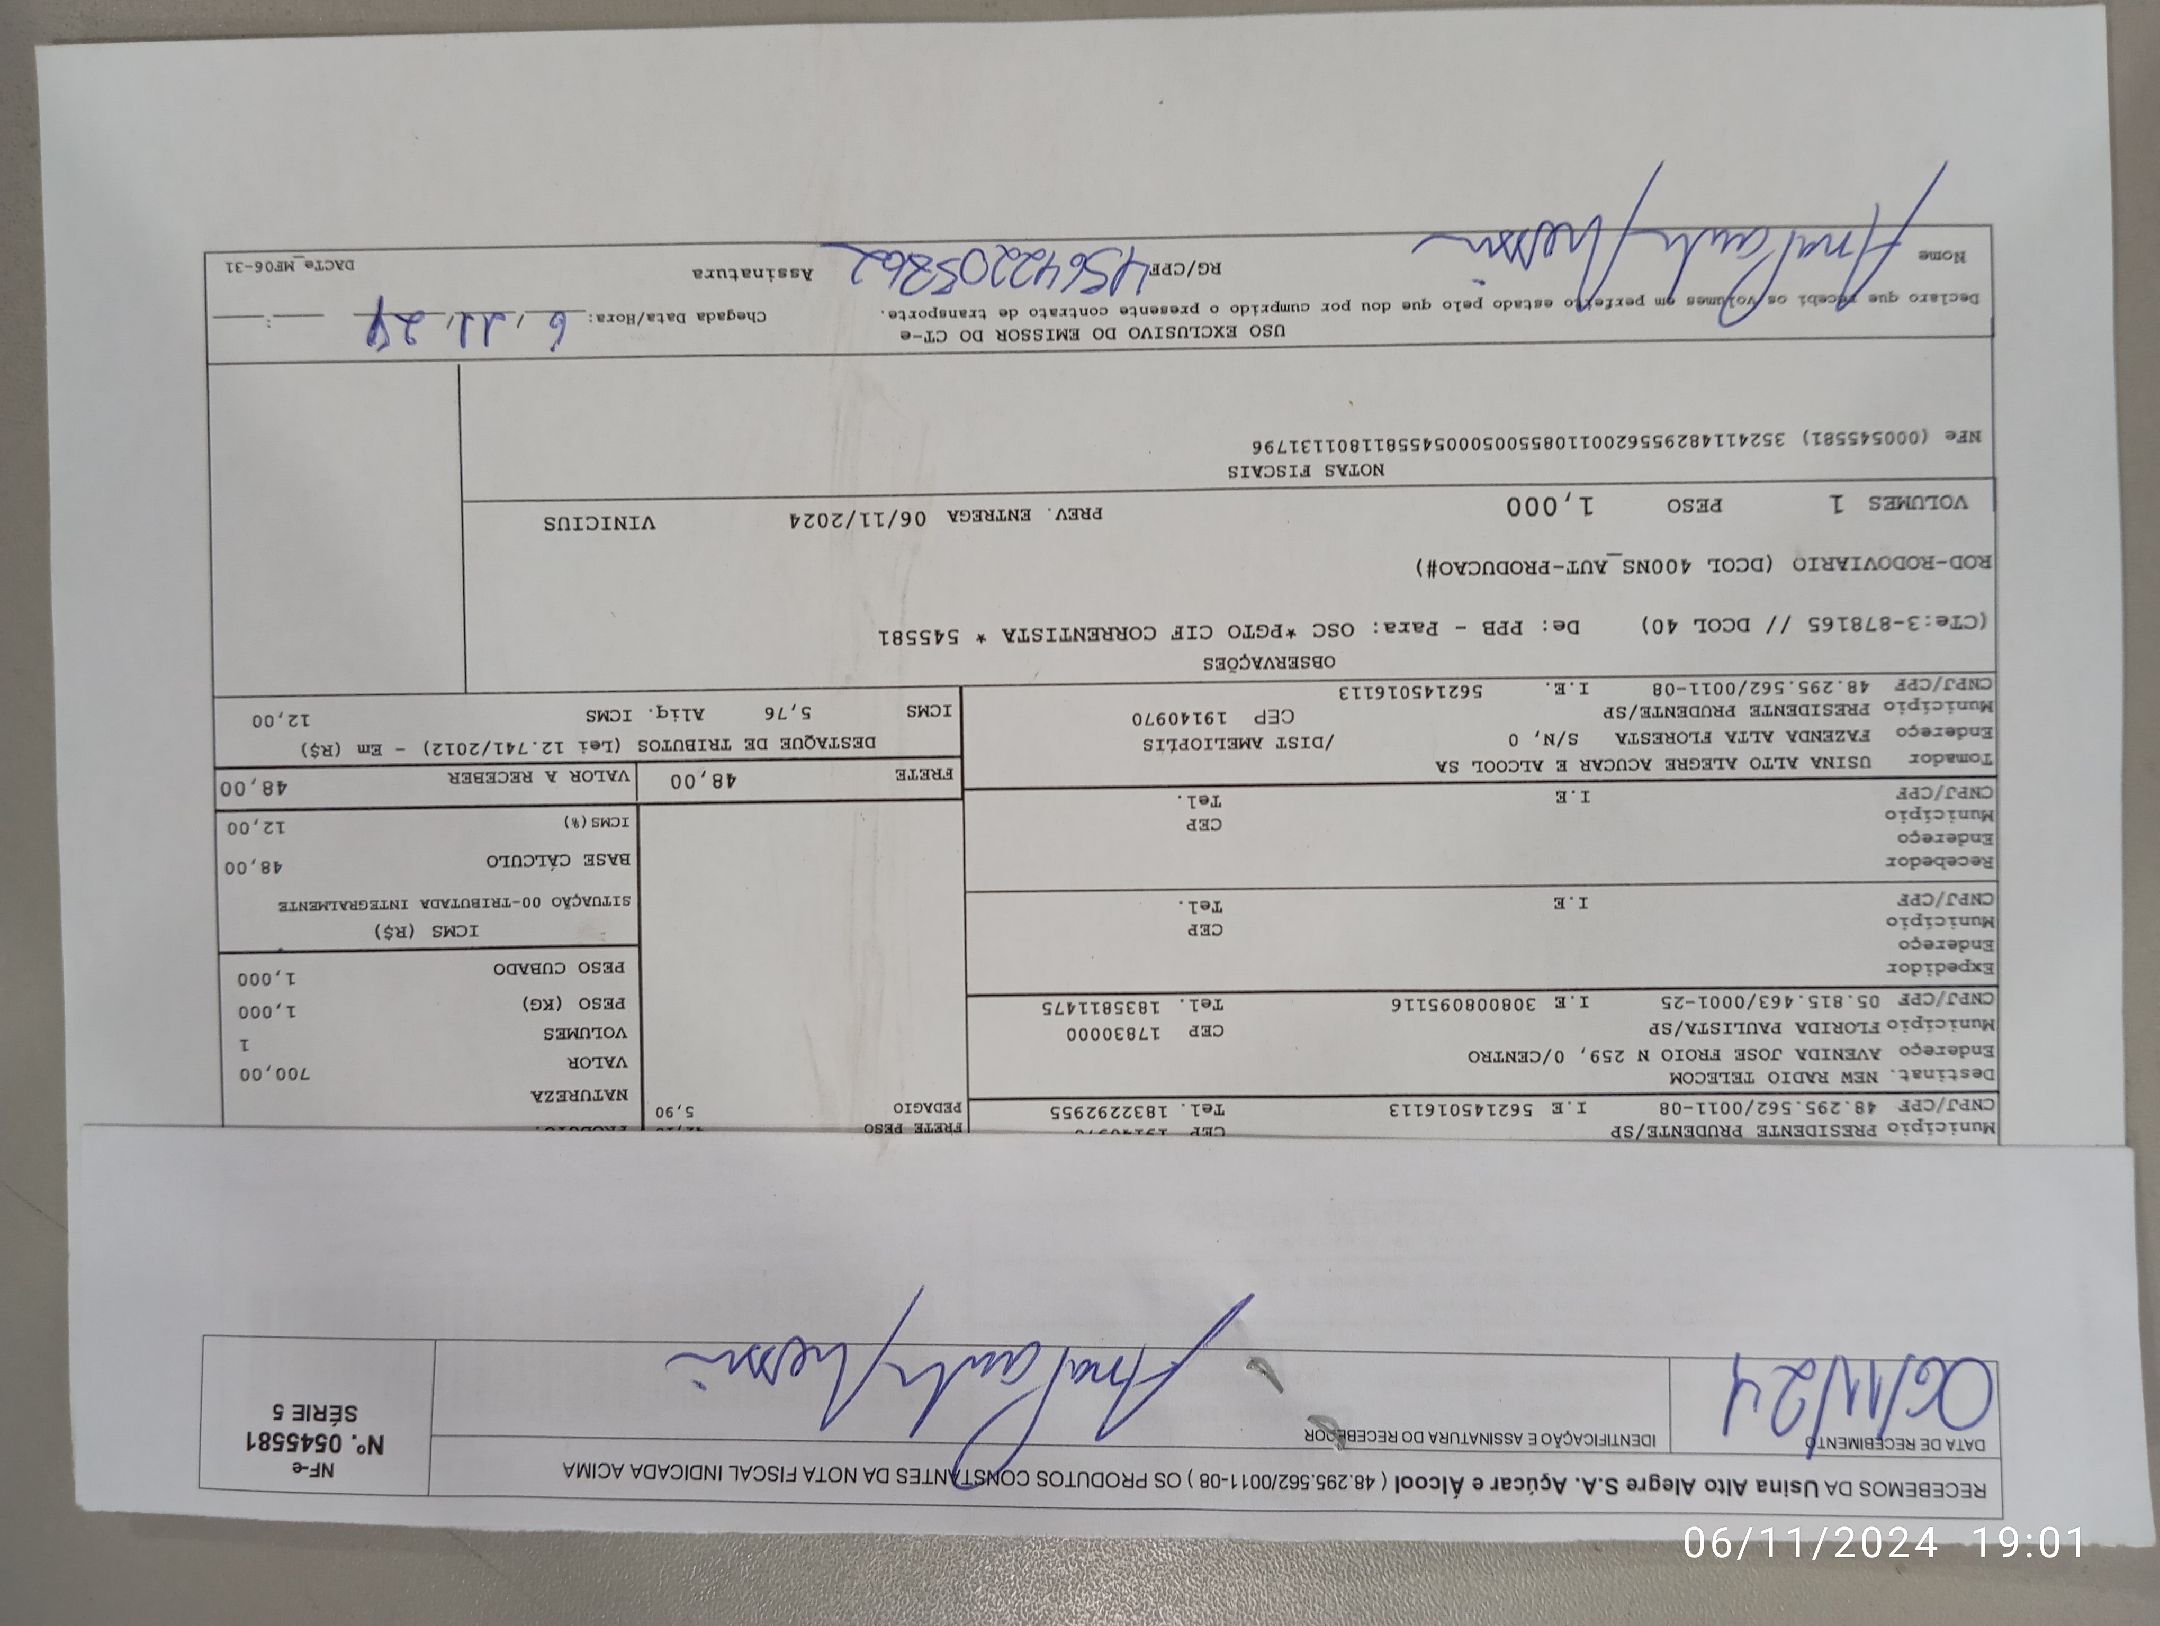 RECEBEMOS DA Usina Alto Alegre S.A. Açúcar e Álcool ( 48.295.562/0011-08 ) OS PRODUTOS CONSTANTES DA NOTA FISCAL INDICADA ACIMA
NF-e
Nº. 0545581
SÉRIE 5
DATA DE RECEBIMENTO
IDENTIFICAÇÃO E ASSINATURA DO RECEBEDOR
06/11/24
Município PRESIDENTE PRUDENTE/SP CEP
CNPJ/CPF 48.295.562/0011-08 I.E 562145016113 Tel. 1832292955
Destinat. NEW RADIO TELECOM
Endereço AVENIDA JOSE FROIO N 259, 0/CENTRO
Município FLORIDA PAULISTA/SP CEP 17830000
CNPJ/CPF 05.815.463/0001-25 I.E 308008095116 Tel. 1835811475
Expedidor
Endereço
Município CEP
CNPJ/CPF I.E Tel.
Recebedor
Endereço
Município CEP
CNPJ/CPF I.E Tel.
Tomador USINA ALTO ALEGRE ACUCAR E ALCOOL SA
Endereço FAZENDA ALTA FLORESTA S/N, 0 /DIST AMELIOPLIS
Município PRESIDENTE PRUDENTE/SP CEP 19140970
CNPJ/CPF 48.295.562/0011-08 I.E. 562145016113
FRETE PESO
PEDAGIO 5,90
NATUREZA
VALOR 700,00
VOLUMES 1
PESO (KG) 1,000
PESO CUBADO 1,000
ICMS (R$)
SITUAÇÃO 00-TRIBUTADA INTEGRALMENTE
BASE CÁLCULO 48,00
ICMS(%) 12,00
FRETE 48,00 VALOR A RECEBER 48,00
DESTAQUE DE TRIBUTOS (Lei 12.741/2012) - Em (R$)
ICMS 5,76 Aliq. ICMS 12,00
OBSERVAÇÕES
(CTe:3-878165 // DCOL 40) De: PPB - Para: OSC *PGTO CIF CORRENTISTA * 545581
ROD-RODOVIARIO (DCOL 400NS_AUT-PRODUCAO#)
VOLUMES 1 PESO 1,000 PREV. ENTREGA 06/11/2024 VINICIUS
NOTAS FISCAIS
NFe (000545581) 35241148295562001108550050005455811801131796
USO EXCLUSIVO DO EMISSOR DO CT-e
Declaro que recebi os volumes em perfeito estado pelo que dou por cumprido o presente contrato de transporte.
Chegada Data/Hora: 6/11/24 :
Nome RG/CPF Assinatura
DACTe_MF06-31
06/11/2024 19:01